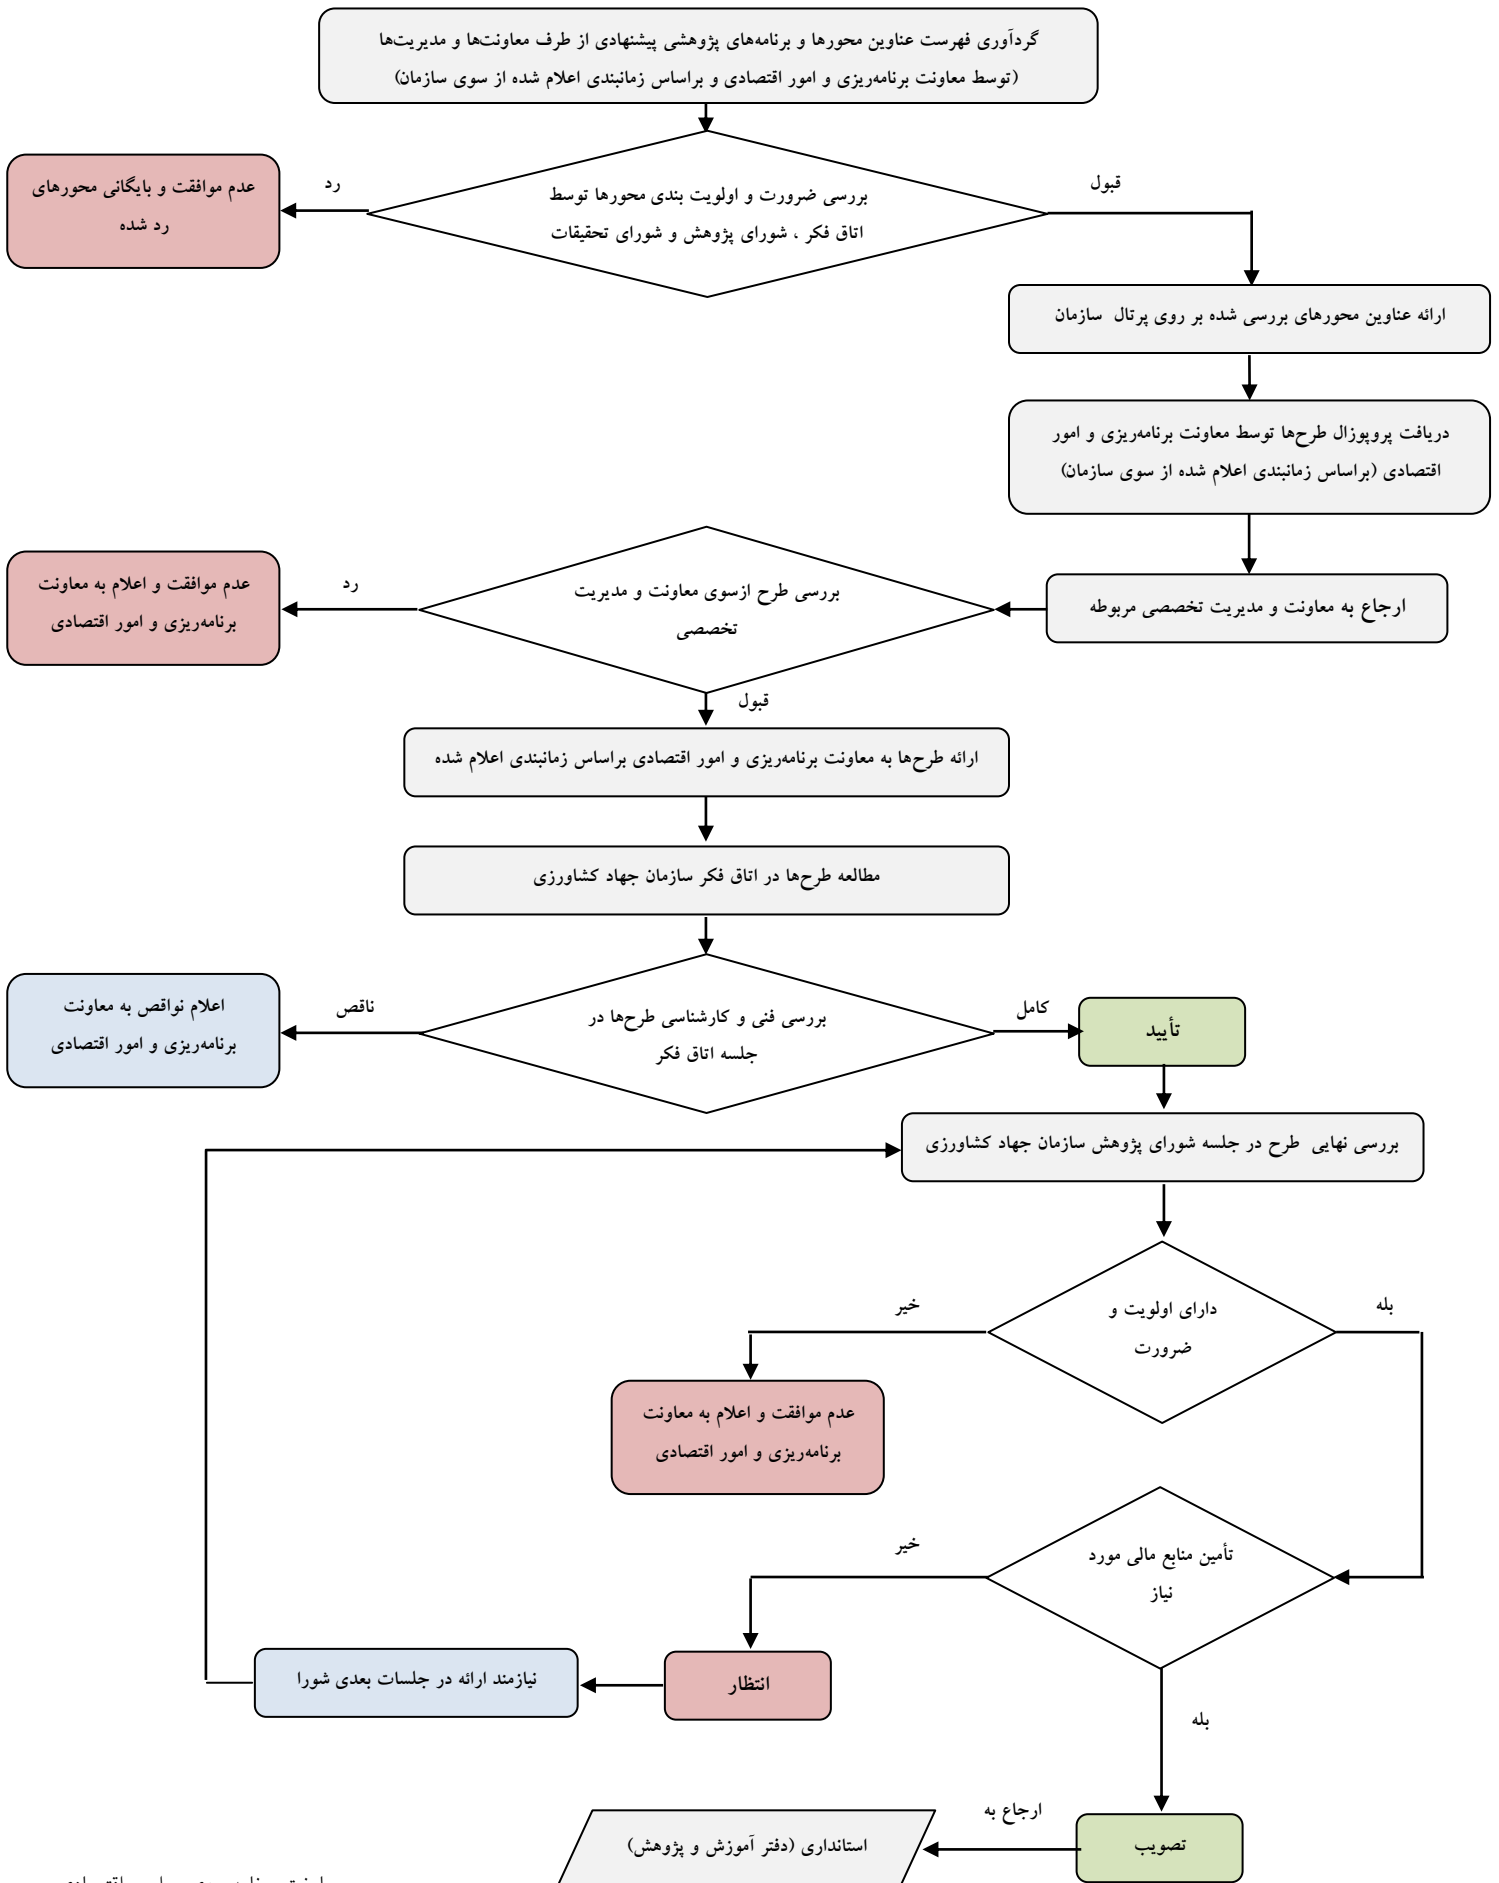 گردآوری فهرست عناوین محورها و برنامه‌های پژوهشی پیشنهادی از طرف معاونت‌ها و مدیریت‌ها
(توسط معاونت برنامه‌ریزی و امور اقتصادی و براساس زمانبندی اعلام شده از سوی سازمان)
بررسی ضرورت و اولویت بندی محورها توسط
اتاق فکر ، شورای پژوهش و شورای تحقیقات
قبول
رد
عدم موافقت و بایگانی محورهای
رد شده
ارائه عناوین محورهای بررسی شده بر روی پرتال سازمان
دریافت پروپوزال طرح‌ها توسط معاونت برنامه‌ریزی و امور
اقتصادی (براساس زمانبندی اعلام شده از سوی سازمان)
ارجاع به معاونت و مدیریت تخصصی مربوطه
بررسی طرح ازسوی معاونت و مدیریت
تخصصی
رد
عدم موافقت و اعلام به معاونت
برنامه‌ریزی و امور اقتصادی
قبول
ارائه طرح‌ها به معاونت برنامه‌ریزی و امور اقتصادی براساس زمانبندی اعلام شده
مطالعه طرح‌ها در اتاق فکر سازمان جهاد کشاورزی
بررسی فنی و کارشناسی طرح‌ها در
جلسه اتاق فکر
کامل
تأیید
ناقص
اعلام نواقص به معاونت
برنامه‌ریزی و امور اقتصادی
بررسی نهایی طرح در جلسه شورای پژوهش سازمان جهاد کشاورزی
دارای اولویت و
ضرورت
بله
خیر
عدم موافقت و اعلام به معاونت
برنامه‌ریزی و امور اقتصادی
تأمین منابع مالی مورد
نیاز
خیر
انتظار
نیازمند ارائه در جلسات بعدی شورا
بله
تصویب
ارجاع به
استانداری (دفتر آموزش و پژوهش)